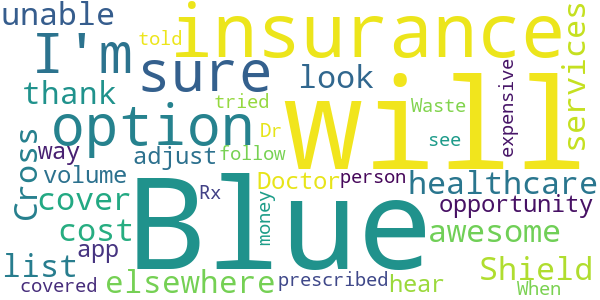 unable
told
insurance
I'm
sure
look
services
thank
tried
Waste
expensive
option
Dr
will
see
Cross
way
adjust
follow
volume
Doctor
person
healthcare
cover
Rx
money
opportunity
cost
Blue
awesome
app
list
elsewhere
prescribed
hear
Shield
covered
When